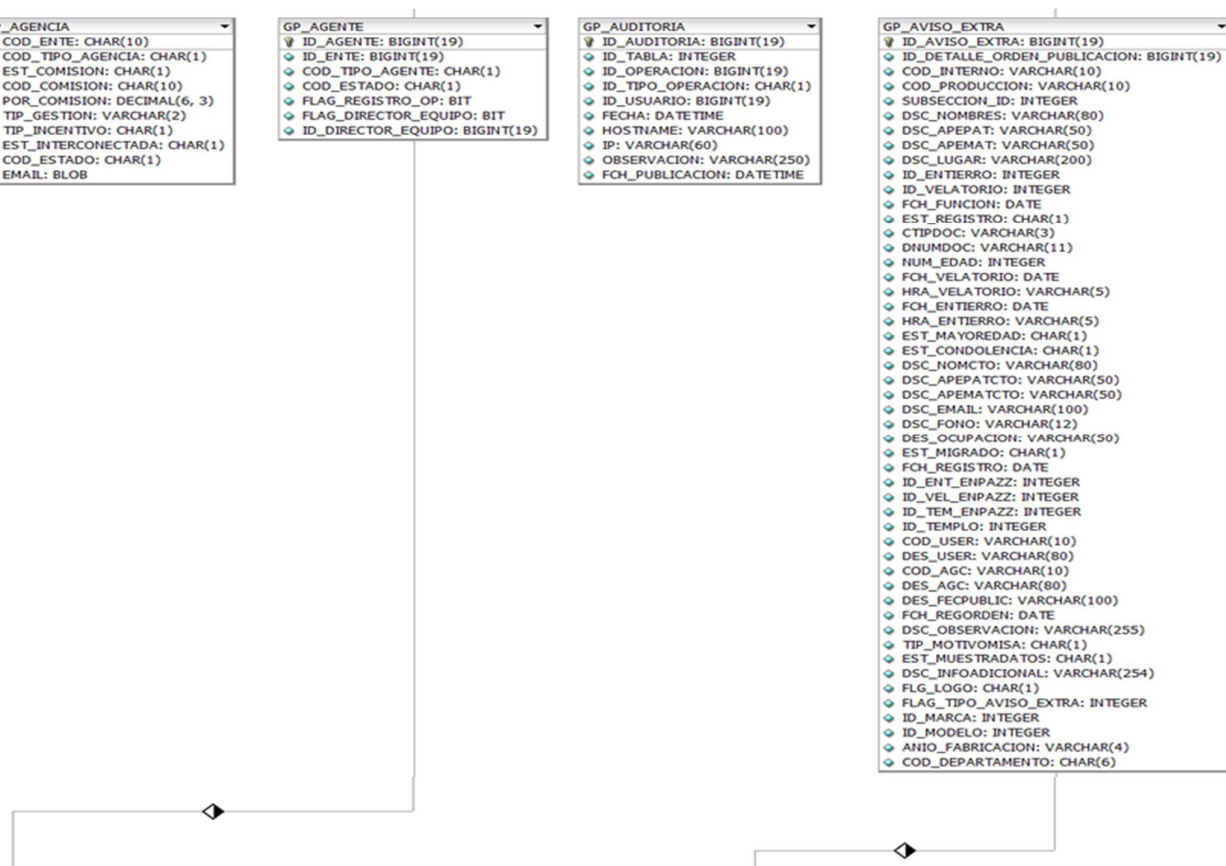 _AGENCIA
COD_ENTE: CHAR(10)
COD_TIPO_AGENCIA: CHAR(1)
EST_COMISION: CHAR(1)
COD_COMISION: CHAR(10)
POR_COMISION: DECIMAL(6, 3)
TIP_GESTION: VARCHAR(2)
TIP_INCENTIVO: CHAR(1)
EST_INTERCONECTADA: CHAR(1)
COD_ESTADO: CHAR(1)
EMAIL: BLOB
GP_AGENTE
ID_AGENTE: BIGINT(19)
ID_ENTE: BIGINT(19)
COD_TIPO_AGENTE: CHAR(1)
COD_ESTADO: CHAR(1)
FLAG_REGISTRO_OP: BIT
FLAG_DIRECTOR_EQUIPO: BIT
ID_DIRECTOR_EQUIPO: BIGINT(19)
GP_AUDITORIA
ID_AUDITORIA: BIGINT(19)
ID_TABLA: INTEGER
ID_OPERACION: BIGINT(19)
ID_TIPO_OPERACION: CHAR(1)
ID_USUARIO: BIGINT(19)
FECHA: DATETIME
HOSTNAME: VARCHAR(100)
IP: VARCHAR(60)
OBSERVACION: VARCHAR(250)
FCH_PUBLICACION: DATETIME
GP_AVISO_EXTRA
ID_AVISO_EXTRA: BIGINT(19)
ID_DETALLE_ORDEN_PUBLICACION: BIGINT(19)
COD_INTERNO: VARCHAR(10)
COD_PRODUCCION: VARCHAR(10)
SUBSECCION_ID: INTEGER
DSC_NOMBRES: VARCHAR(80)
DSC_APEPAT: VARCHAR(50)
DSC_APEMAT: VARCHAR(50)
DSC_LUGAR: VARCHAR(200)
ID_ENTIERRO: INTEGER
ID_VELATORIO: INTEGER
FCH_FUNCION: DATE
EST_REGISTRO: CHAR(1)
CTIPDOC: VARCHAR(3)
DNUMDOC: VARCHAR(11)
NUM_EDAD: INTEGER
FCH_VELATORIO: DATE
HRA_VELATORIO: VARCHAR(5)
FCH_ENTIERRO: DATE
HRA_ENTIERRO: VARCHAR(5)
EST_MAYOREDAD: CHAR(1)
EST_CONDOLENCIA: CHAR(1)
DSC_NOMCTO: VARCHAR(80)
DSC_APEPATCTO: VARCHAR(50)
DSC_APEMATCTO: VARCHAR(50)
DSC_EMAIL: VARCHAR(100)
DSC_FONO: VARCHAR(12)
DES_OCUPACION: VARCHAR(50)
EST_MIGRADO: CHAR(1)
FCH_REGISTRO: DATE
ID_ENT_ENPAZZ: INTEGER
ID_VEL_ENPAZZ: INTEGER
ID_TEM_ENPAZZ: INTEGER
ID_TEMPLO: INTEGER
COD_USER: VARCHAR(10)
DES_USER: VARCHAR(80)
COD_AGC: VARCHAR(10)
DES_AGC: VARCHAR(80)
DES_FECPUBLIC: VARCHAR(100)
FCH_REGORDEN: DATE
DSC_OBSERVACION: VARCHAR(255)
TIP_MOTIVOMISA: CHAR(1)
EST_MUESTRADATOS: CHAR(1)
DSC_INFOADICIONAL: VARCHAR(254)
FLG_LOGO: CHAR(1)
FLAG_TIPO_AVISO_EXTRA: INTEGER
ID_MARCA: INTEGER
ID_MODELO: INTEGER
ANIO_FABRICACION: VARCHAR(4)
COD_DEPARTAMENTO: CHAR(6)